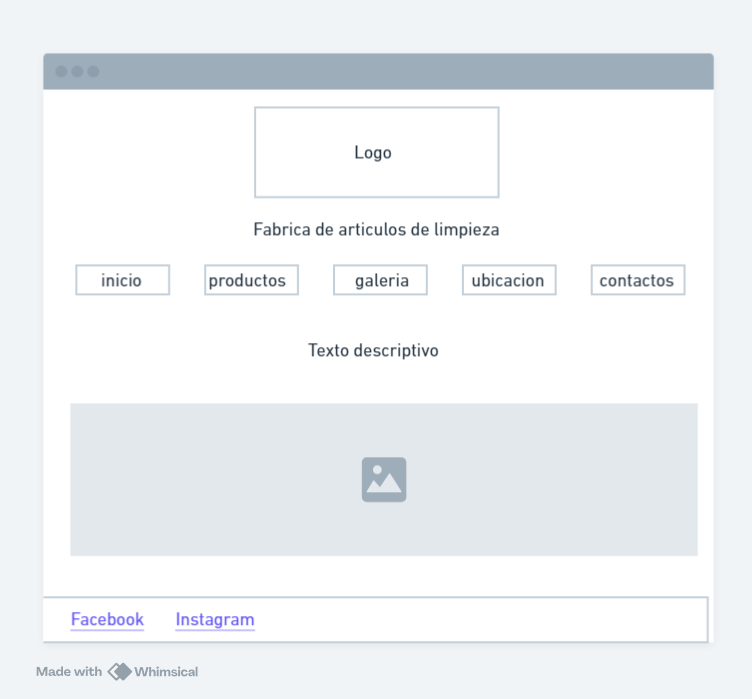 Logo
Fabrica de articulos de limpieza
inicio productos galeria ubicacion contactos
Texto descriptivo
Facebook Instagram
Made with Whimsical